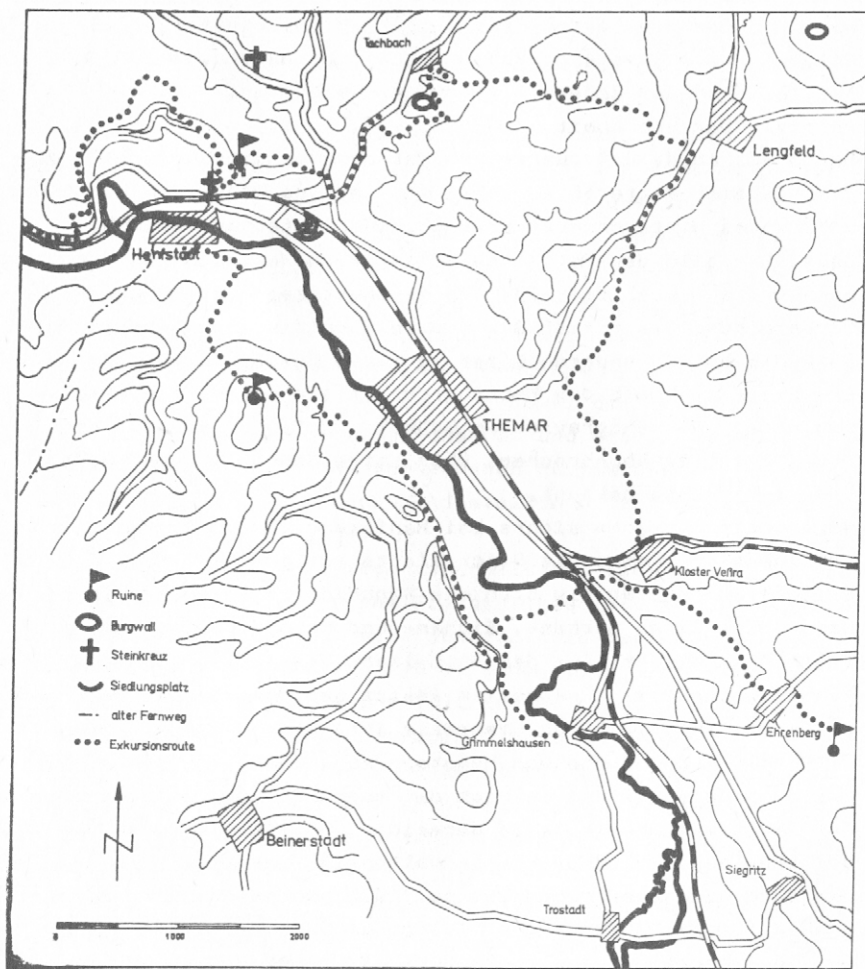 Tachbach
Lengfeld
Henfstädt
THEMAR
Kloster Veßra
Ruine
Burgwall
Steinkreuz
Siedlungsplatz
alter Fernweg
Exkursionsroute
Ehrenberg
Grimmelshausen
Beinerstadt
Siegritz
Trostadt
0 1000 2000